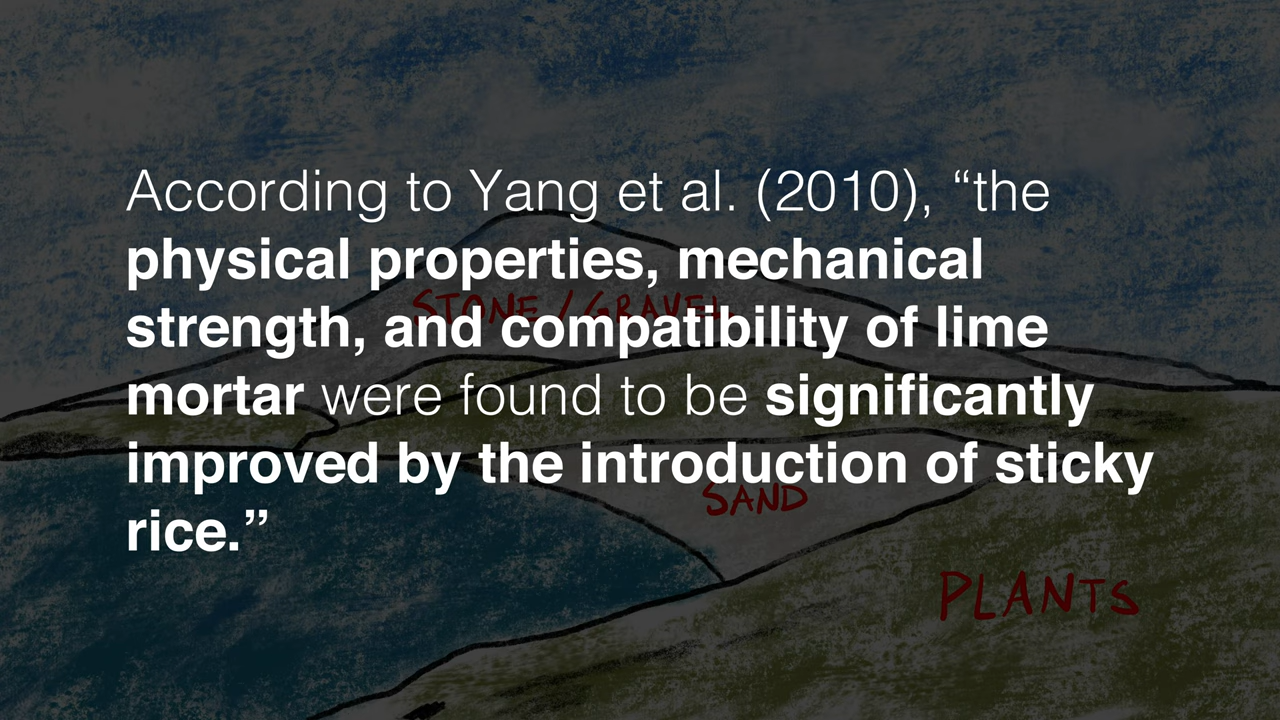 According to Yang et al. (2010), “the
physical properties, mechanical
strength, and compatibility of lime
mortar were found to be significantly
improved by the introduction of sticky
rice.”
STONE / GRAVEL
SAND
PLANTS